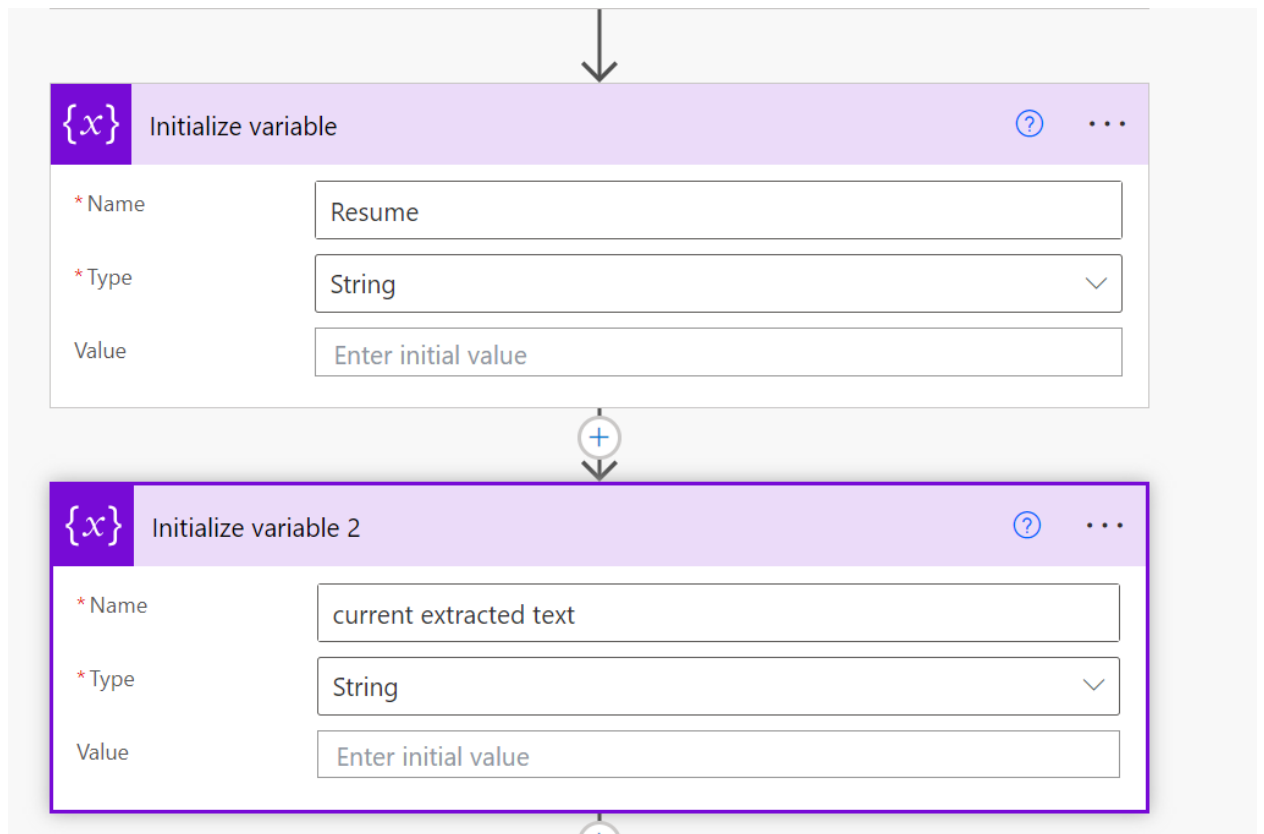 {x} Initialize variable ? ...
* Name Resume
* Type String
Value Enter initial value
+
{x} Initialize variable 2 ? ...
* Name current extracted text
* Type String
Value Enter initial value